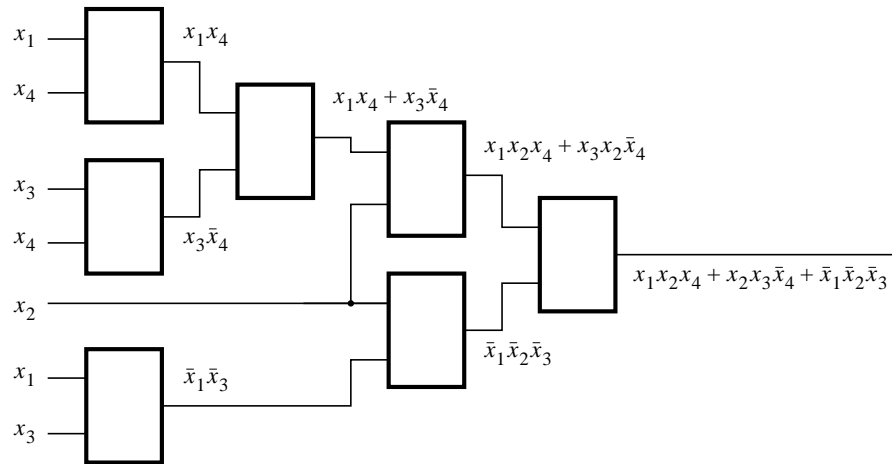 x₁
x₁x₄
x₄
x₁x₄ + x₃x̄₄
x₁x₂x₄ + x₃x₂x̄₄
x₃
x₄
x₃x̄₄
x₁x₂x₄ + x₂x₃x̄₄ + x̄₁x̄₂x̄₃
x₂
x̄₁x̄₂x̄₃
x₁
x̄₁x̄₃
x₃